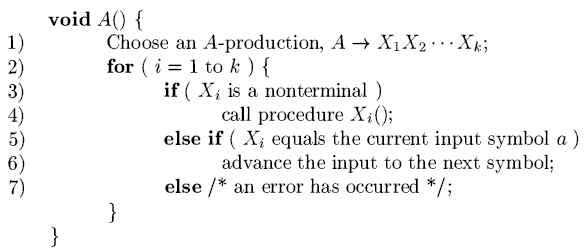 void A() {
1) Choose an A-production, A → X₁X₂ ⋯ Xₖ;
2) for ( i = 1 to k ) {
3) if ( Xᵢ is a nonterminal )
4) call procedure Xᵢ();
5) else if ( Xᵢ equals the current input symbol a )
6) advance the input to the next symbol;
7) else /* an error has occurred */;
}
}